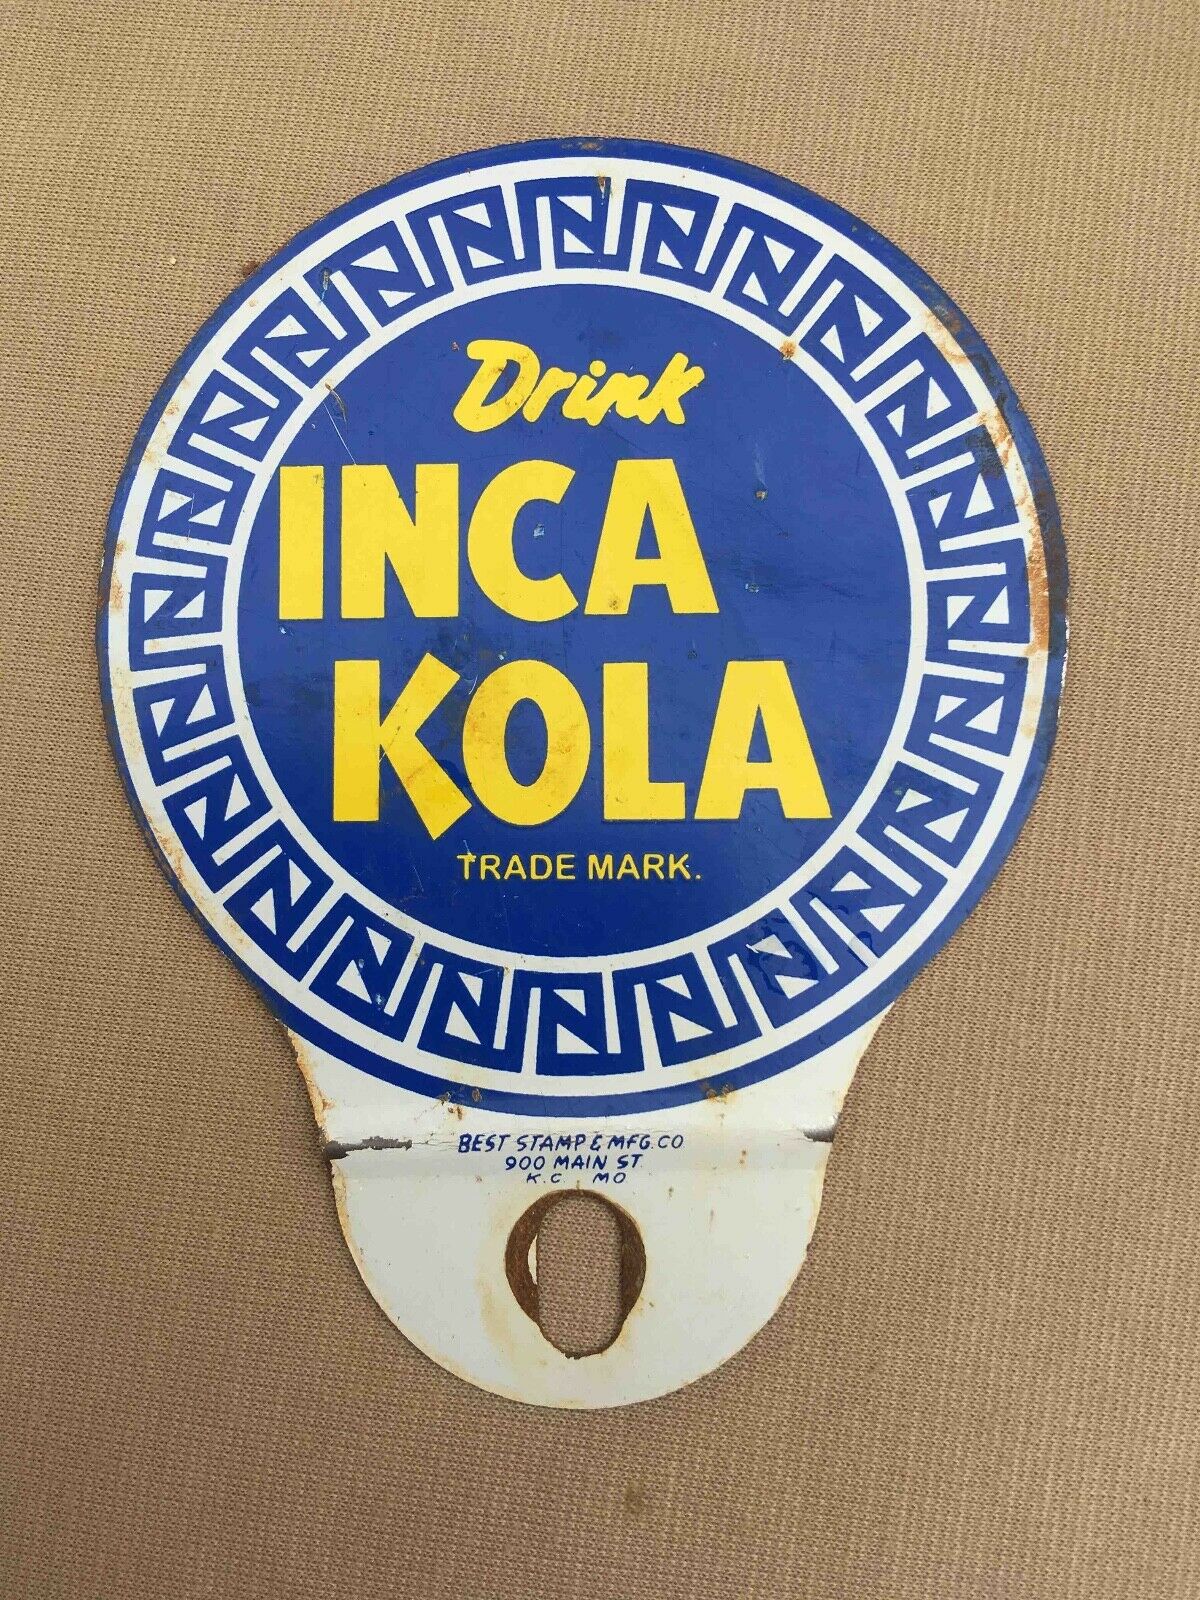 Drink
INCA
KOLA
TRADE MARK.
BEST STAMP & MFG. CO
900 MAIN ST
K. C. MO